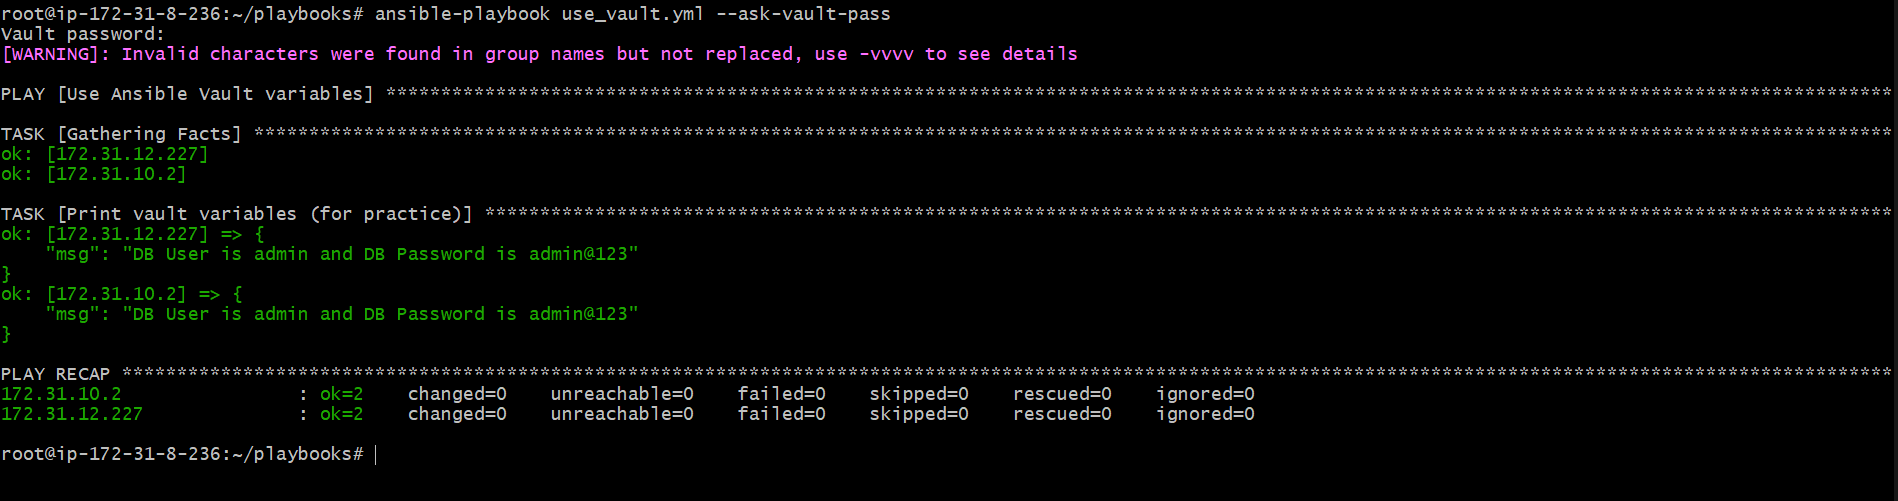 root@ip-172-31-8-236:~/playbooks# ansible-playbook use_vault.yml --ask-vault-pass
Vault password:
[WARNING]: Invalid characters were found in group names but not replaced, use -vvvv to see details
PLAY [Use Ansible Vault variables] *****************************************************************************************************************************************
TASK [Gathering Facts] *****************************************************************************************************************************************************
ok: [172.31.12.227]
ok: [172.31.10.2]
TASK [Print vault variables (for practice)] ********************************************************************************************************************************
ok: [172.31.12.227] => {
    "msg": "DB User is admin and DB Password is admin@123"
}
ok: [172.31.10.2] => {
    "msg": "DB User is admin and DB Password is admin@123"
}
PLAY RECAP *****************************************************************************************************************************************************************
172.31.10.2                : ok=2    changed=0    unreachable=0    failed=0    skipped=0    rescued=0    ignored=0
172.31.12.227              : ok=2    changed=0    unreachable=0    failed=0    skipped=0    rescued=0    ignored=0
root@ip-172-31-8-236:~/playbooks#